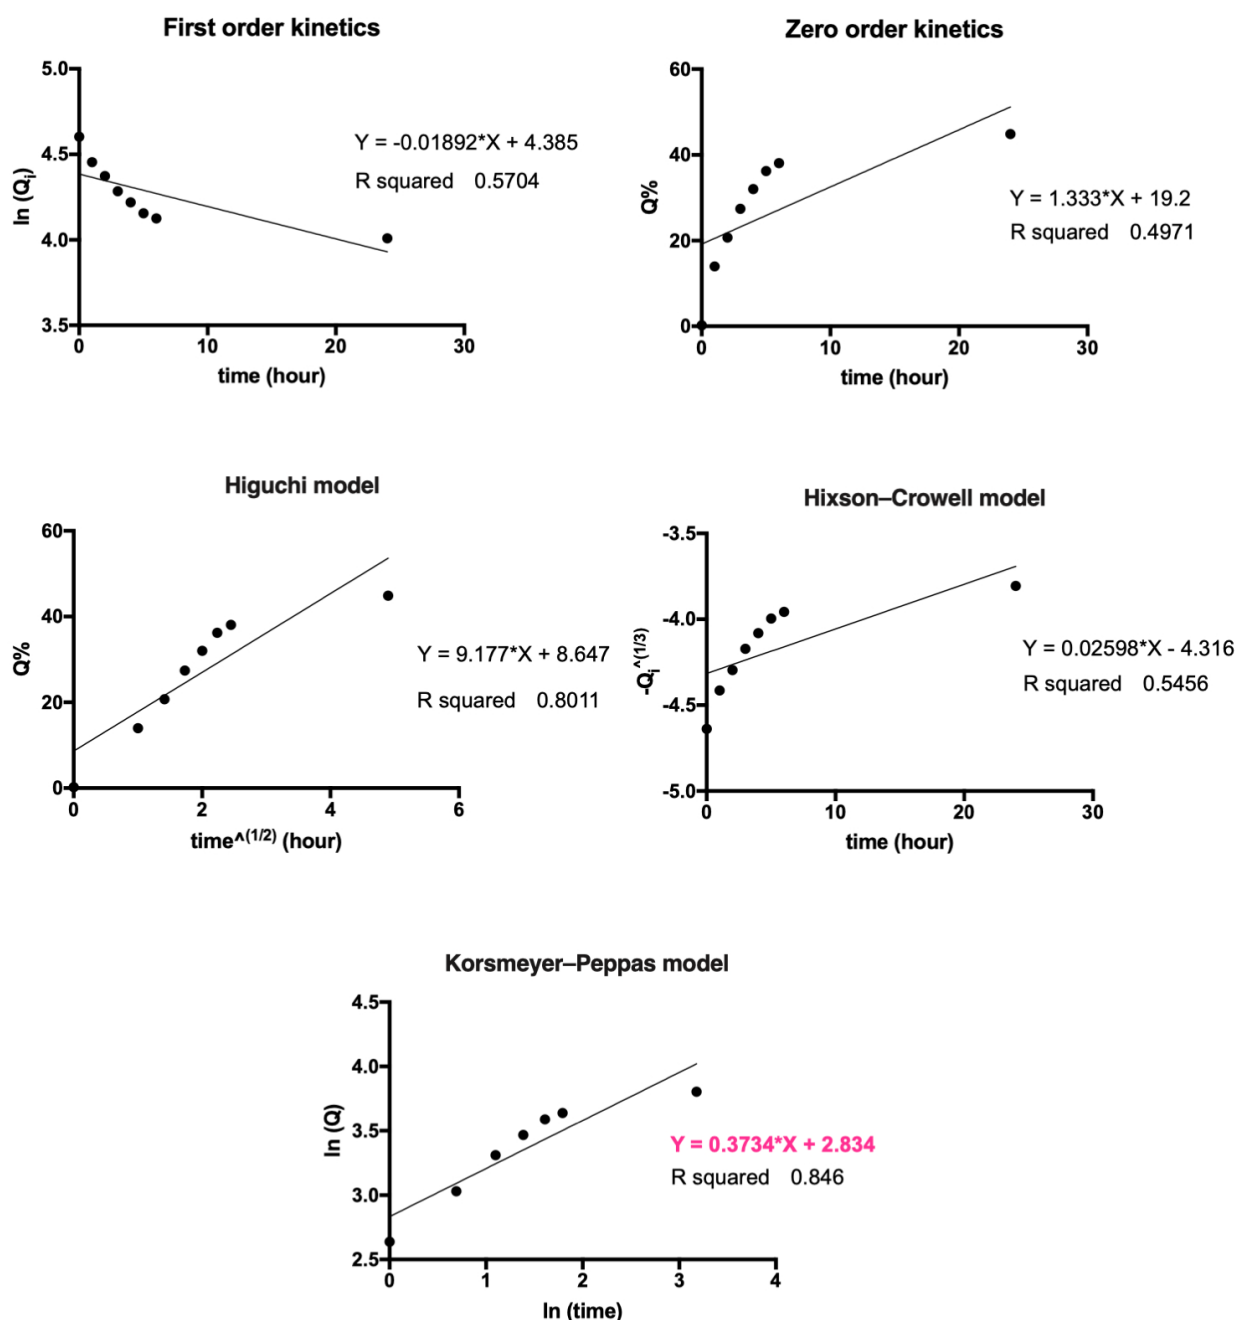 First order kinetics
5.0
4.5
4.0
3.5
ln (Qi)
Y = -0.01892*X + 4.385
R squared 0.5704
0 10 20 30
time (hour)
Zero order kinetics
60
40
20
0
Q%
Y = 1.333*X + 19.2
R squared 0.4971
0 10 20 30
time (hour)
Higuchi model
60
40
20
0
Q%
Y = 9.177*X + 8.647
R squared 0.8011
0 2 4 6
time^(1/2) (hour)
Hixson–Crowell model
-3.5
-4.0
-4.5
-5.0
-Qi^(1/3)
Y = 0.02598*X - 4.316
R squared 0.5456
0 10 20 30
time (hour)
Korsmeyer–Peppas model
4.5
4.0
3.5
3.0
2.5
ln (Q)
Y = 0.3734*X + 2.834
R squared 0.846
0 1 2 3 4
ln (time)